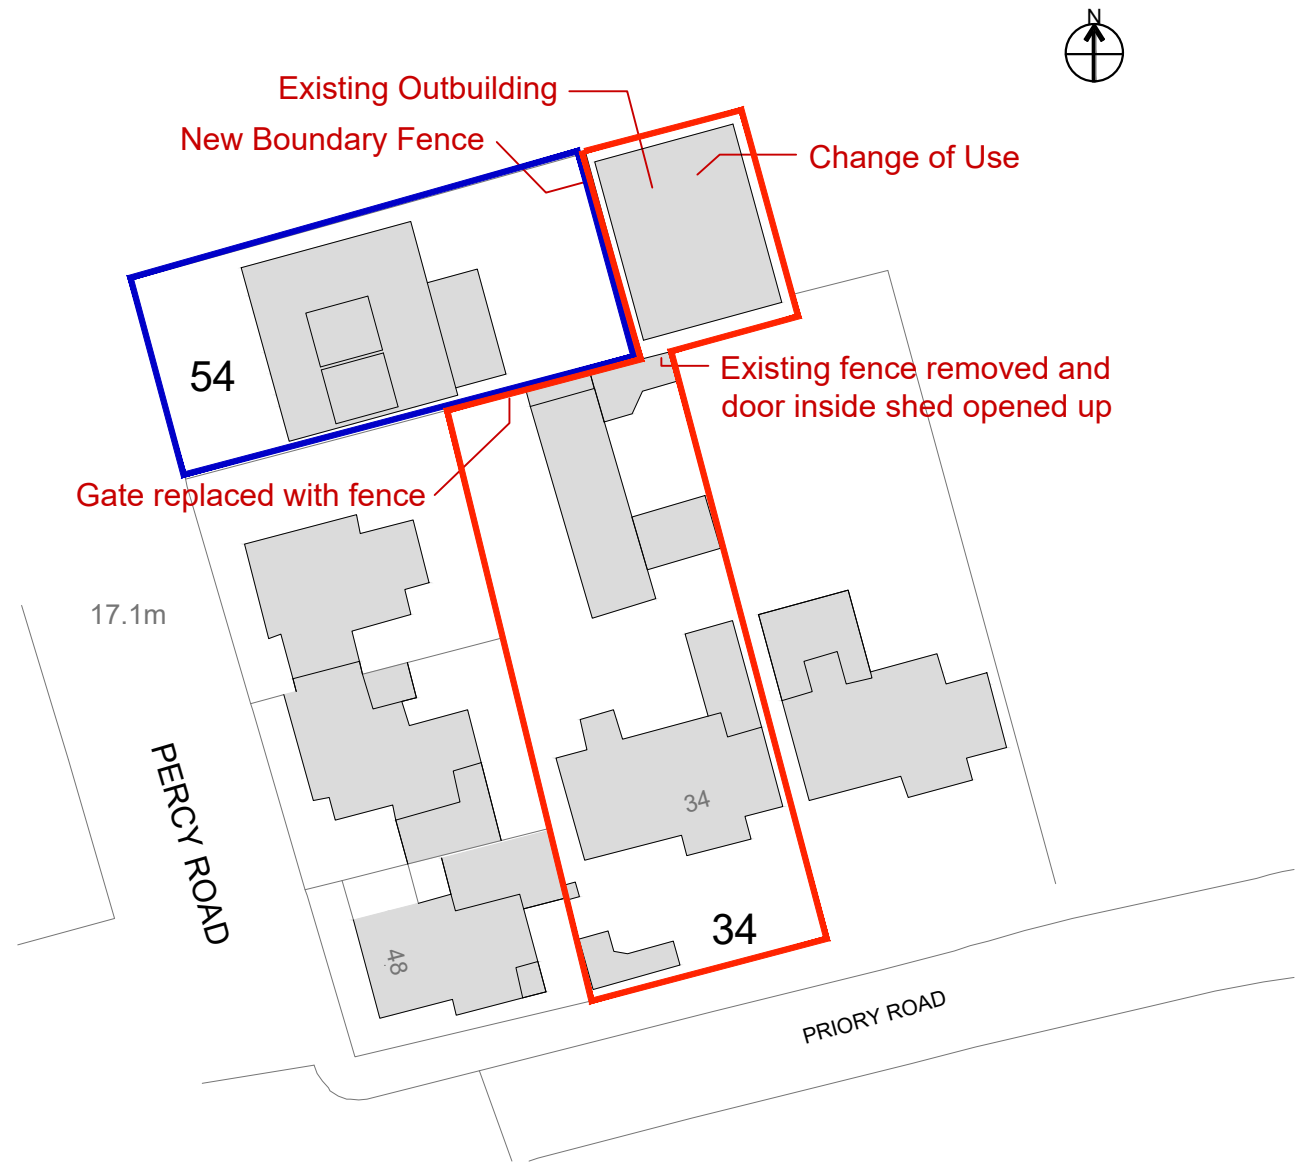 N
Existing Outbuilding
New Boundary Fence
Change of Use
54
Existing fence removed and
door inside shed opened up
Gate replaced with fence
17.1m
PERCY ROAD
34
34
48
PRIORY ROAD